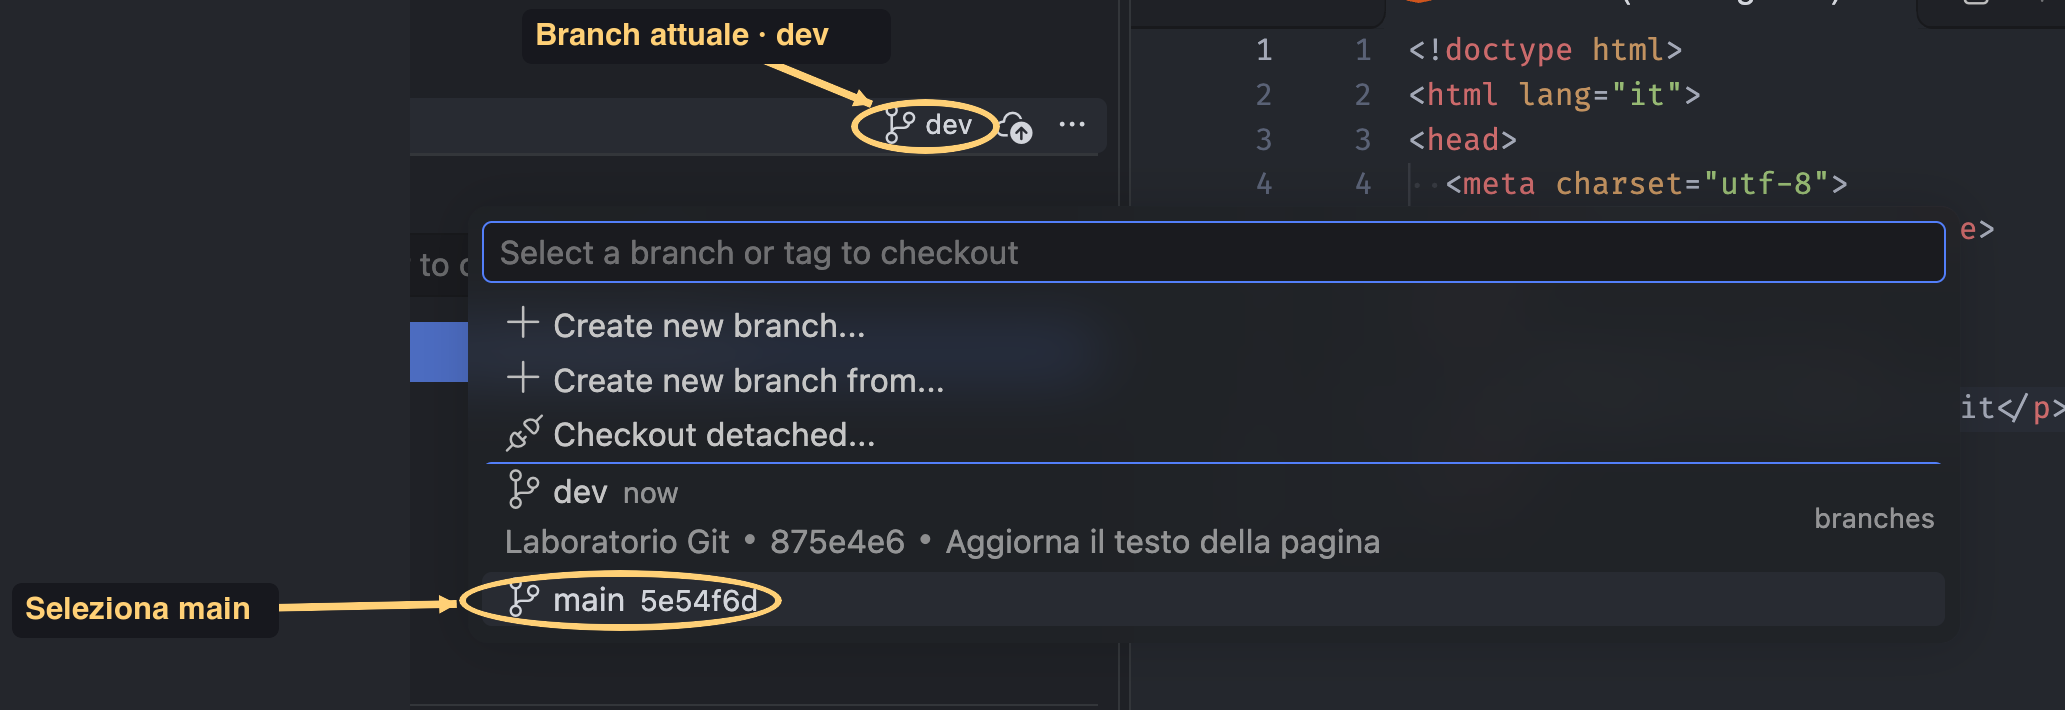 Branch attuale · dev
dev
1 1 <!doctype html>
2 2 <html lang="it">
3 3 <head>
4 4 <meta charset="utf-8">
e>
to
Select a branch or tag to checkout
Create new branch...
Create new branch from...
it</p>
Checkout detached...
dev now
branches
Laboratorio Git • 875e4e6 • Aggiorna il testo della pagina
Seleziona main
main 5e54f6d